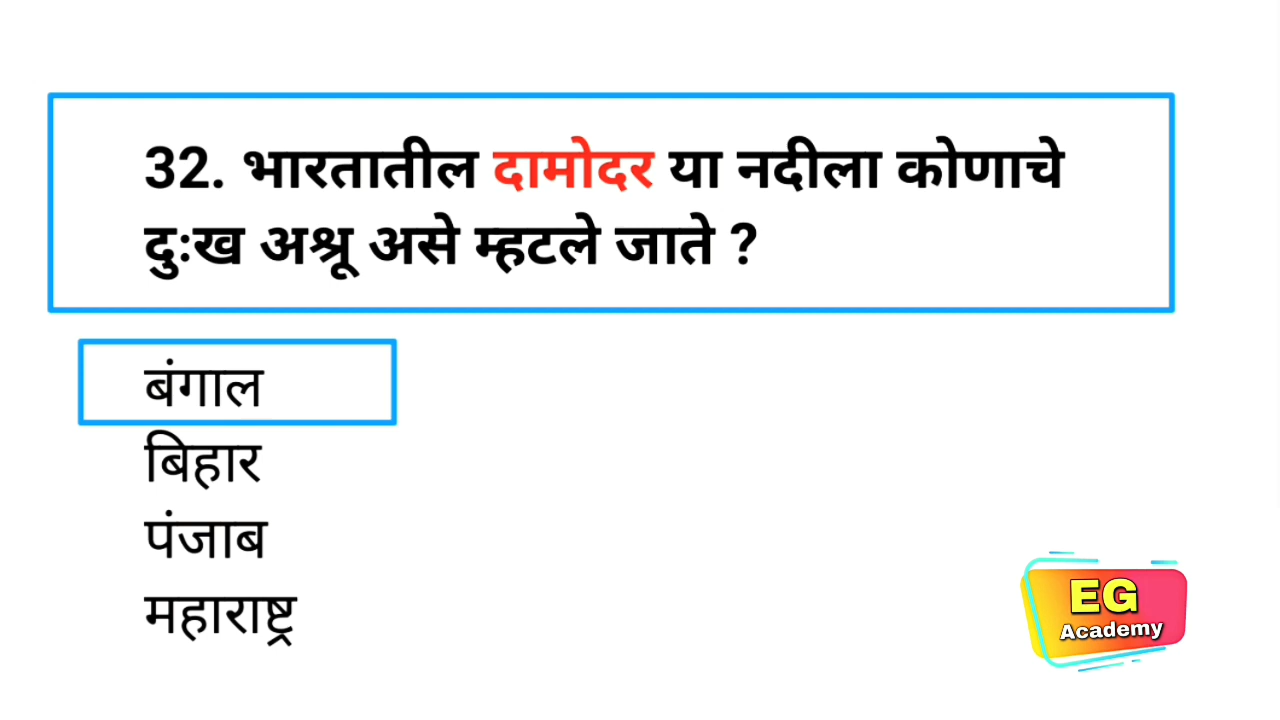 32. भारतातील दामोदर या नदीला कोणाचे
दुःख अश्रू असे म्हटले जाते ?
बंगाल
बिहार
पंजाब
महाराष्ट्र
EG
Academy